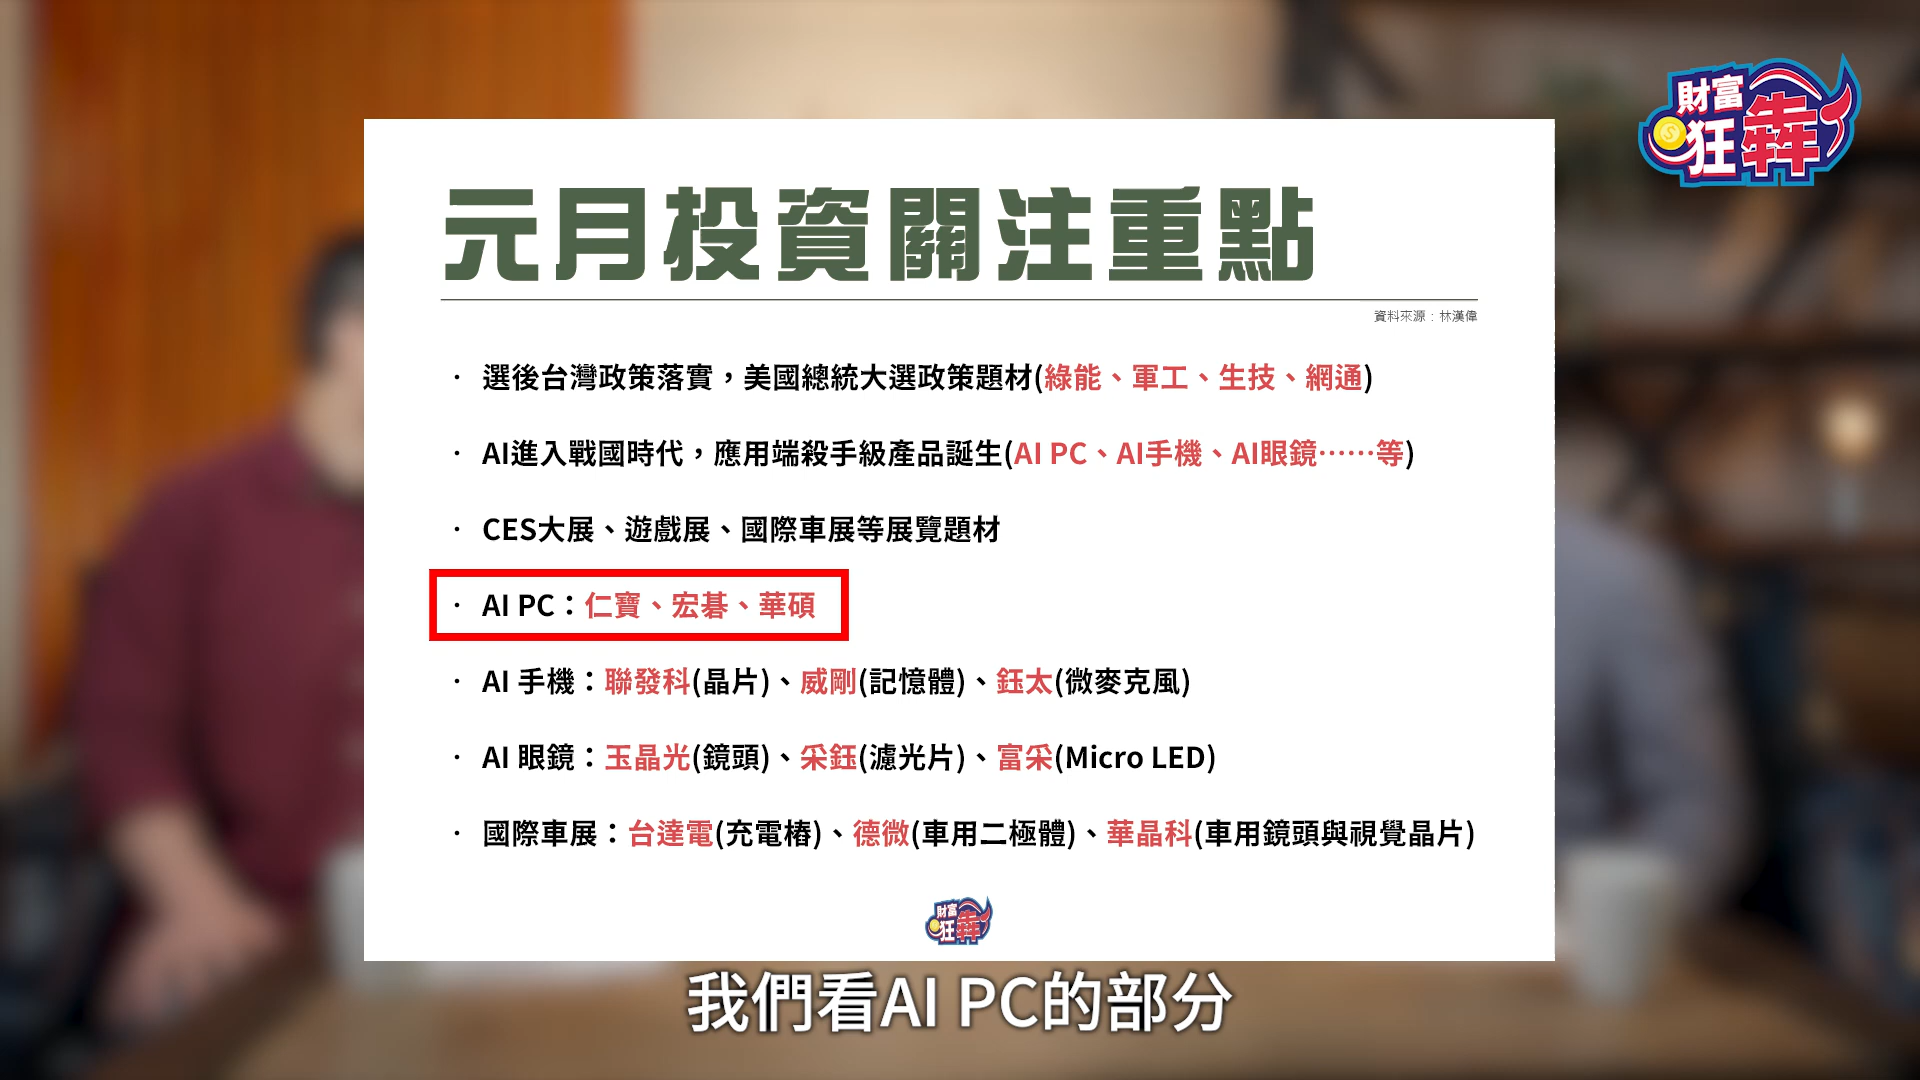 財富
狂犇
元月投資關注重點
資料來源：林漢偉
· 選後台灣政策落實，美國總統大選政策題材(綠能、軍工、生技、網通)
· AI進入戰國時代，應用端殺手級產品誕生(AI PC、AI手機、AI眼鏡⋯⋯等)
· CES大展、遊戲展、國際車展等展覽題材
· AI PC：仁寶、宏碁、華碩
· AI 手機：聯發科(晶片)、威剛(記憶體)、鈺太(微麥克風)
· AI 眼鏡：玉晶光(鏡頭)、采鈺(濾光片)、富采(Micro LED)
· 國際車展：台達電(充電樁)、德微(車用二極體)、華晶科(車用鏡頭與視覺晶片)
財富
狂犇
我們看AI PC的部分